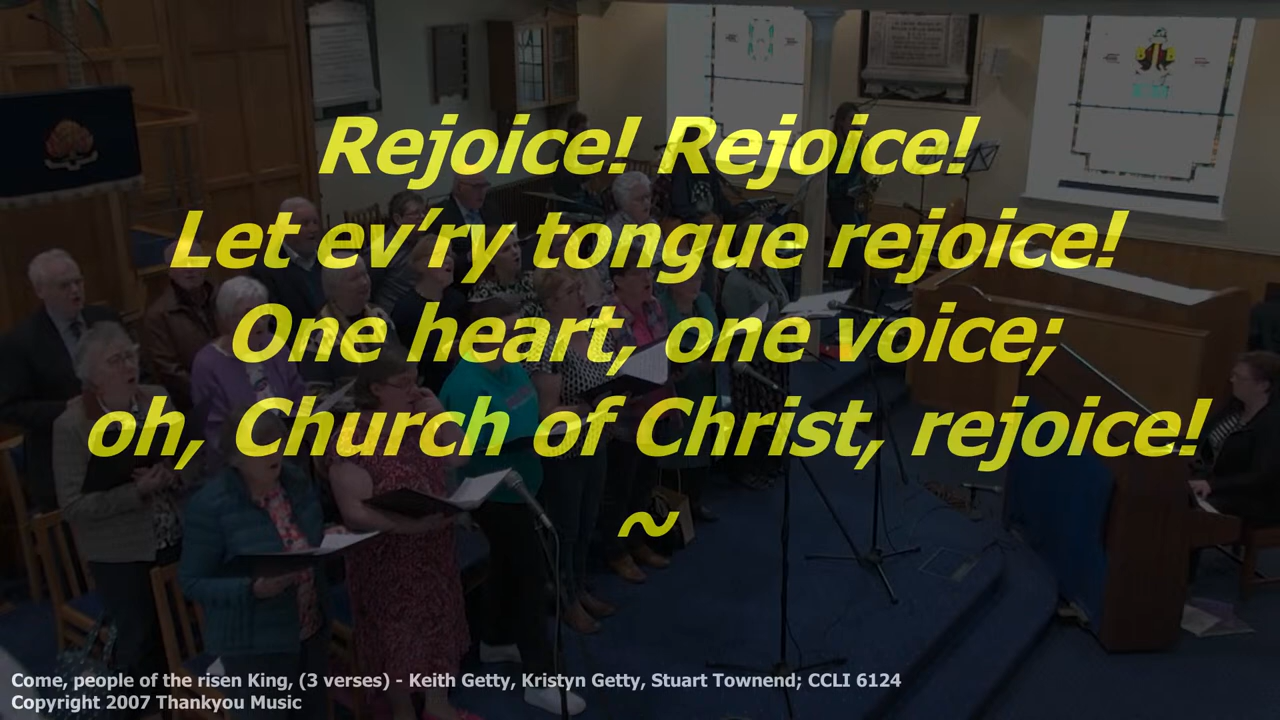 Rejoice! Rejoice!
Let ev’ry tongue rejoice!
One heart, one voice;
oh, Church of Christ, rejoice!
~
Come, people of the risen King, (3 verses) - Keith Getty, Kristyn Getty, Stuart Townend; CCLI 6124
Copyright 2007 Thankyou Music